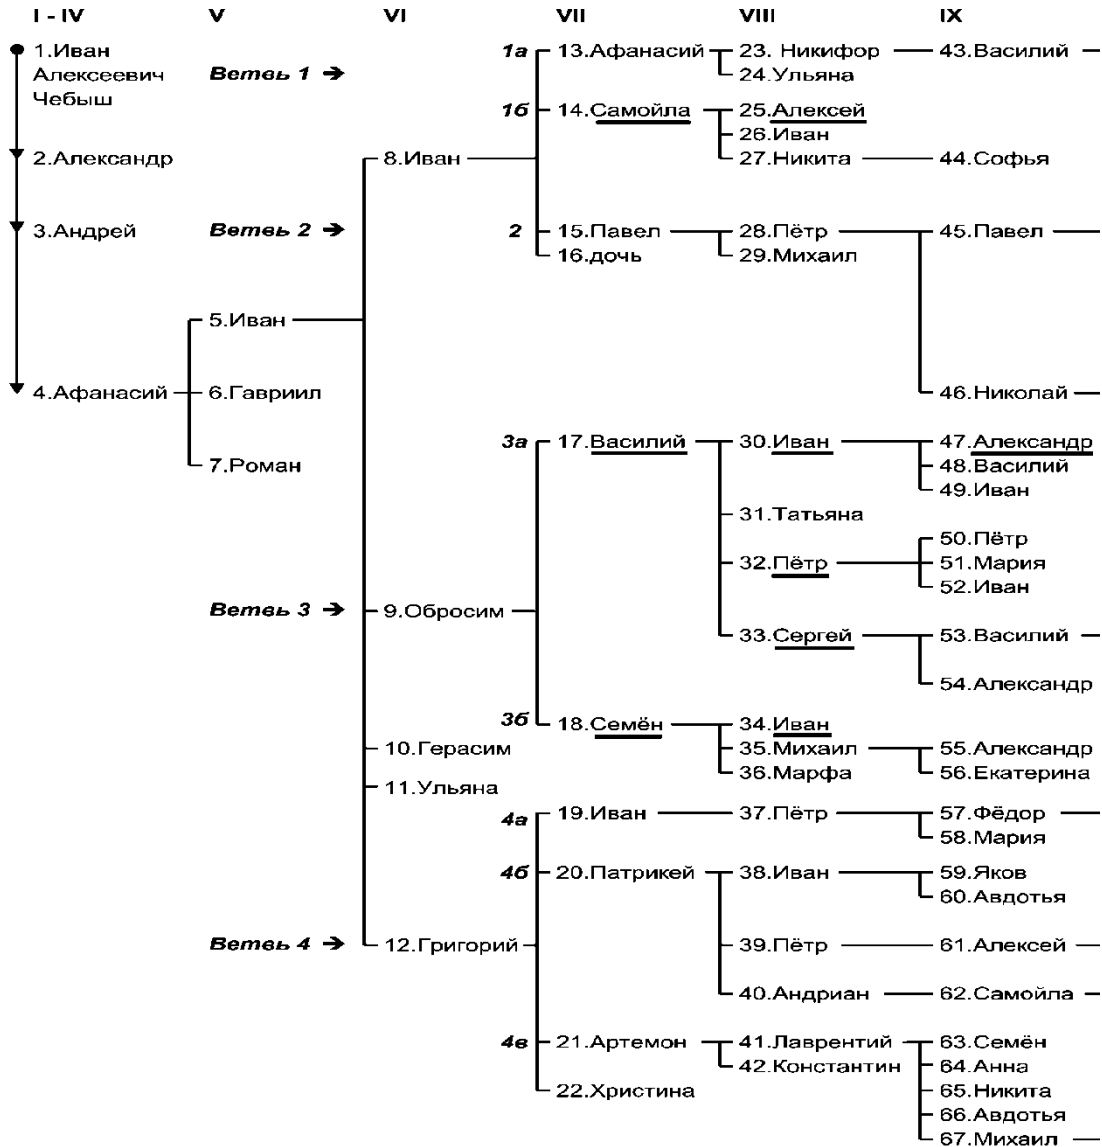 I - IV V VI VII VIII IX
1.Иван 1а 13.Афанасий 23. Никифор 43.Василий
Алексеевич Ветвь 1 → 24.Ульяна
Чебыш
1б 14.Самойла 25.Алексей
26.Иван
2.Александр 8.Иван 27.Никита 44.Софья
3.Андрей Ветвь 2 → 2 15.Павел 28.Пётр 45.Павел
16.дочь 29.Михаил
5.Иван
4.Афанасий 6.Гавриил 46.Николай
3а 17.Василий 30.Иван 47.Александр
7.Роман 48.Василий
49.Иван
31.Татьяна
50.Пётр
32.Пётр 51.Мария
52.Иван
Ветвь 3 → 9.Обросим
33.Сергей 53.Василий
54.Александр
3б 18.Семён 34.Иван
10.Герасим 35.Михаил 55.Александр
36.Марфа 56.Екатерина
11.Ульяна
4а 19.Иван 37.Пётр 57.Фёдор
58.Мария
4б 20.Патрикей 38.Иван 59.Яков
60.Авдотья
Ветвь 4 → 12.Григорий 39.Пётр 61.Алексей
40.Андриан 62.Самойла
4в 21.Артемон 41.Лаврентий 63.Семён
42.Константин 64.Анна
22.Христина 65.Никита
66.Авдотья
67.Михаил